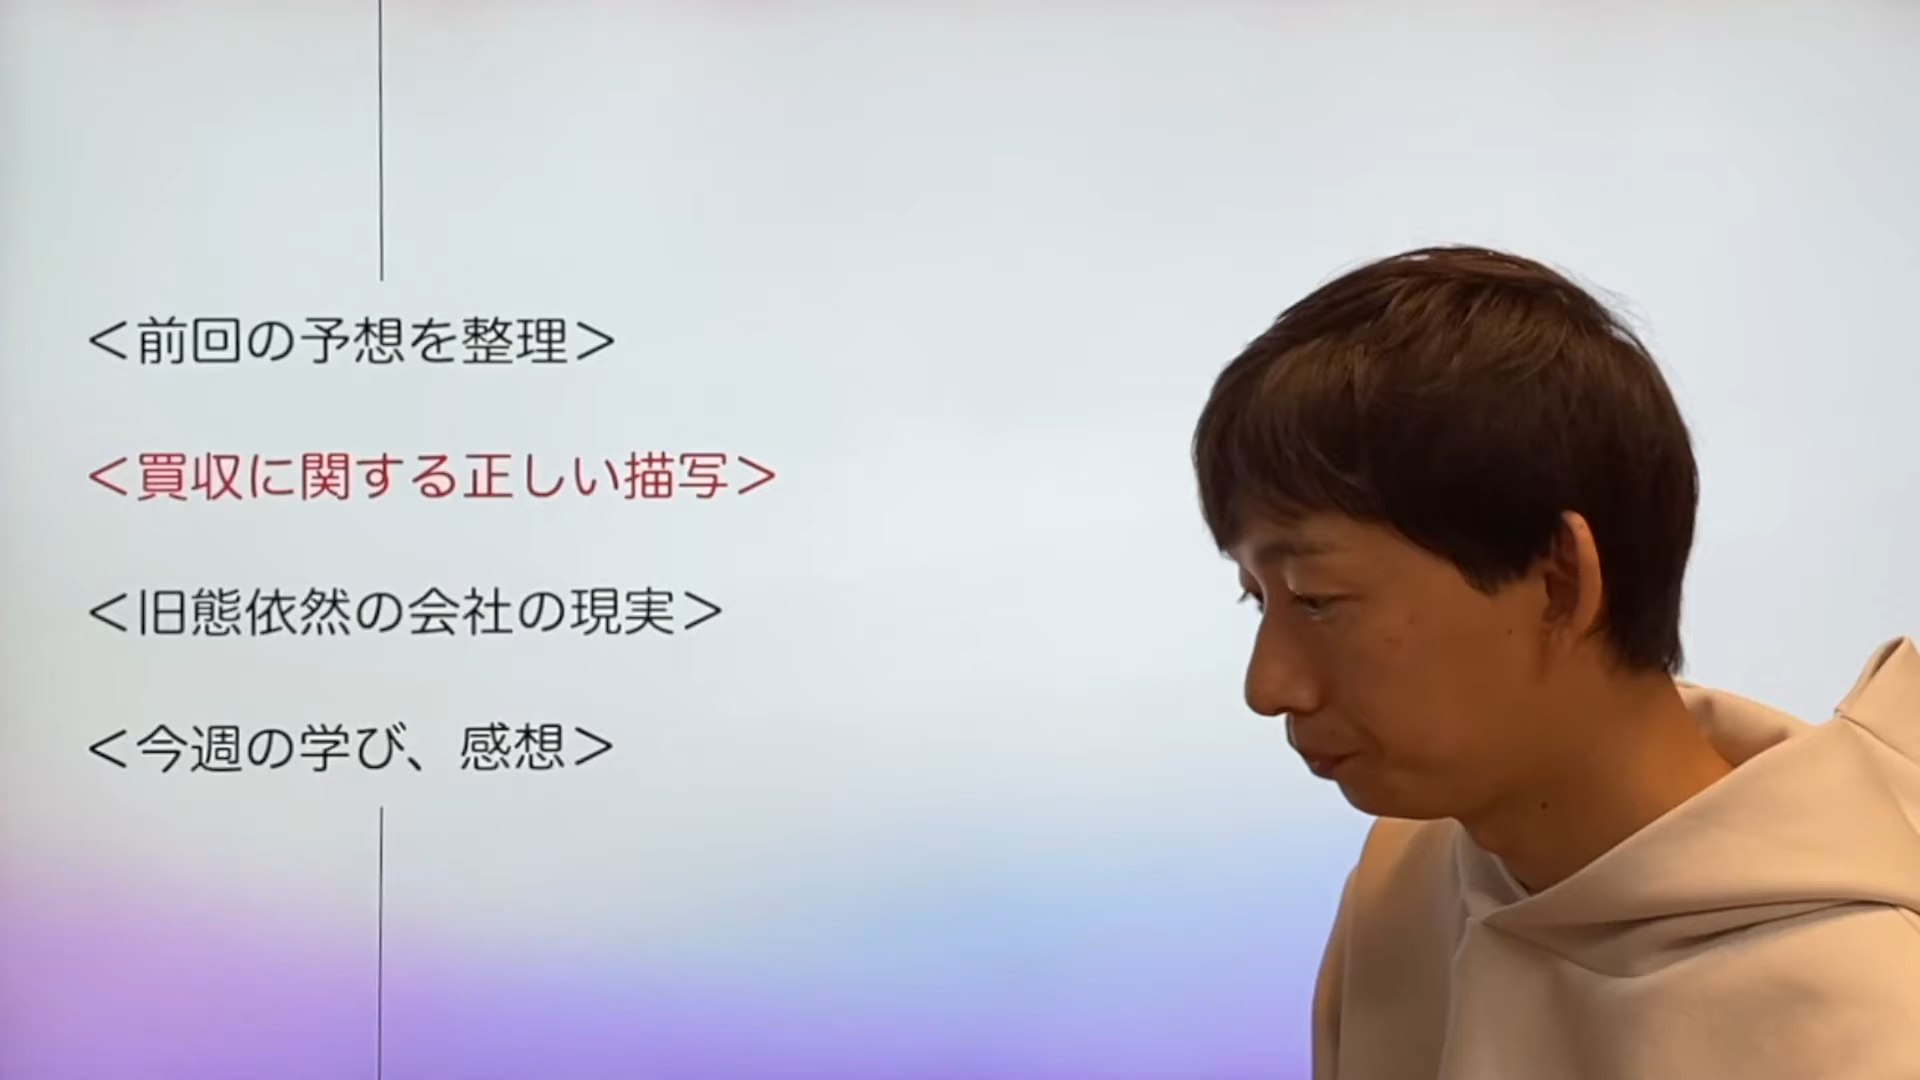 ＜前回の予想を整理＞
＜買収に関する正しい描写＞
＜旧態依然の会社の現実＞
＜今週の学び、感想＞